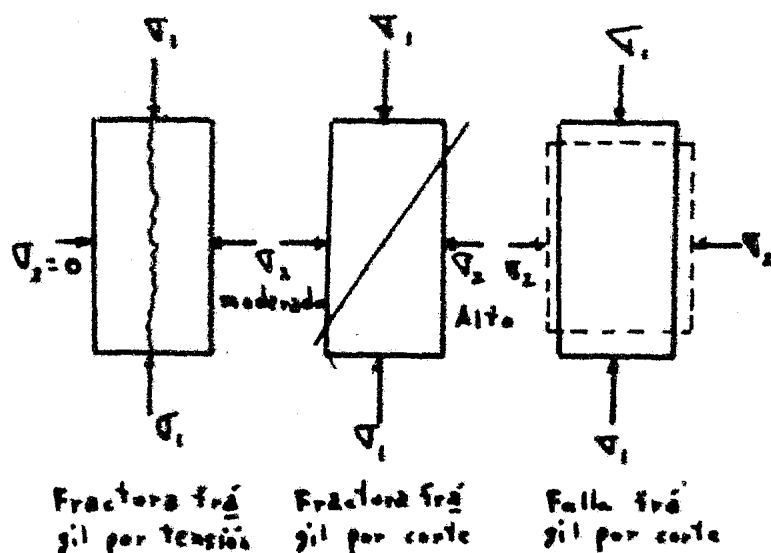 σ₁ σ₁ σ₁
σ₂=0 σ₂ σ₂ σ₂ σ₂
moderado Alto
σ₁ σ₁ σ₁
Fractura frá
gil por tensión
Fractura frá
gil por corte
Falla frá
gil por corte